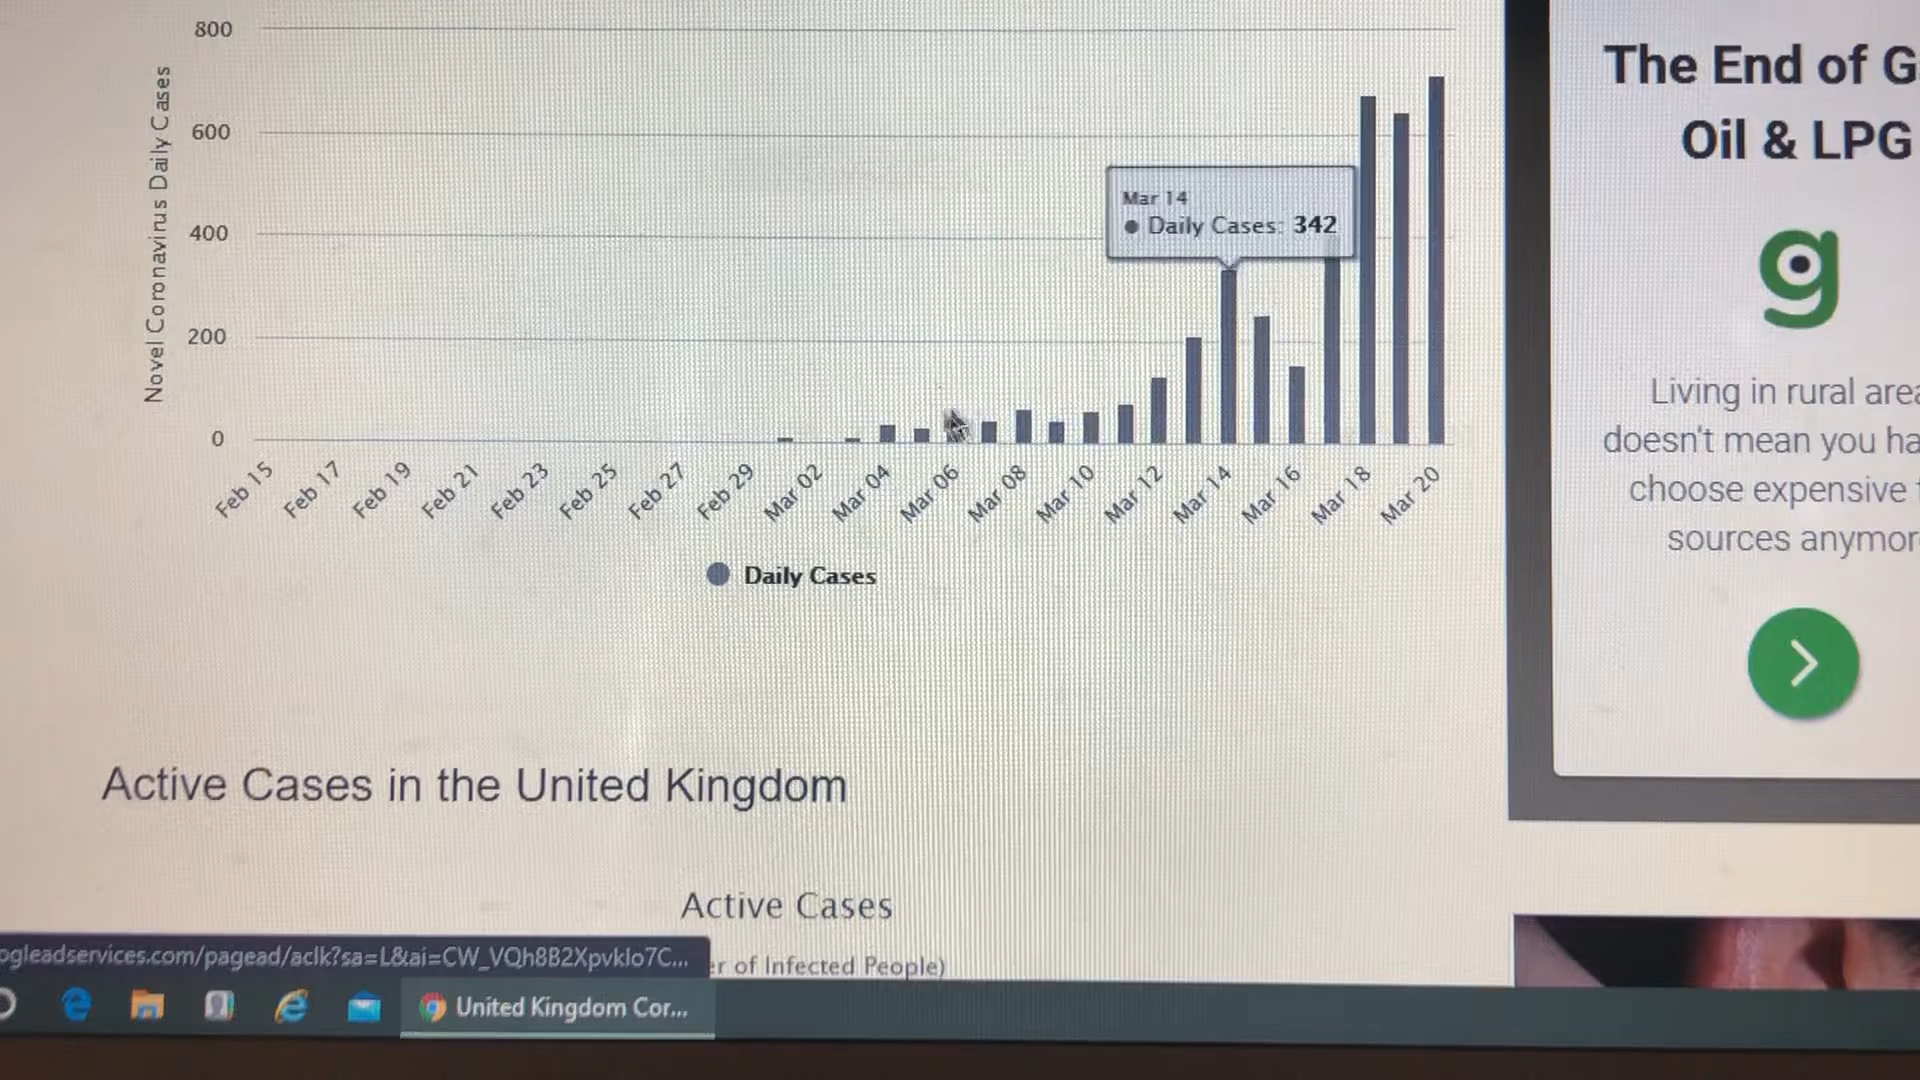 800
600
400
200
0
Novel Coronavirus Daily Cases
Mar 14
Daily Cases: 342
Feb 15
Feb 17
Feb 19
Feb 21
Feb 23
Feb 25
Feb 27
Feb 29
Mar 02
Mar 04
Mar 06
Mar 08
Mar 10
Mar 12
Mar 14
Mar 16
Mar 18
Mar 20
Daily Cases
Active Cases in the United Kingdom
Active Cases
er of Infected People)
ogleadservices.com/pagead/aclk?sa=L&ai=CW_VQh8B2Xpvklo7C...
United Kingdom Cor...
The End of G
Oil & LPG
g
Living in rural area
doesn't mean you ha
choose expensive f
sources anymor